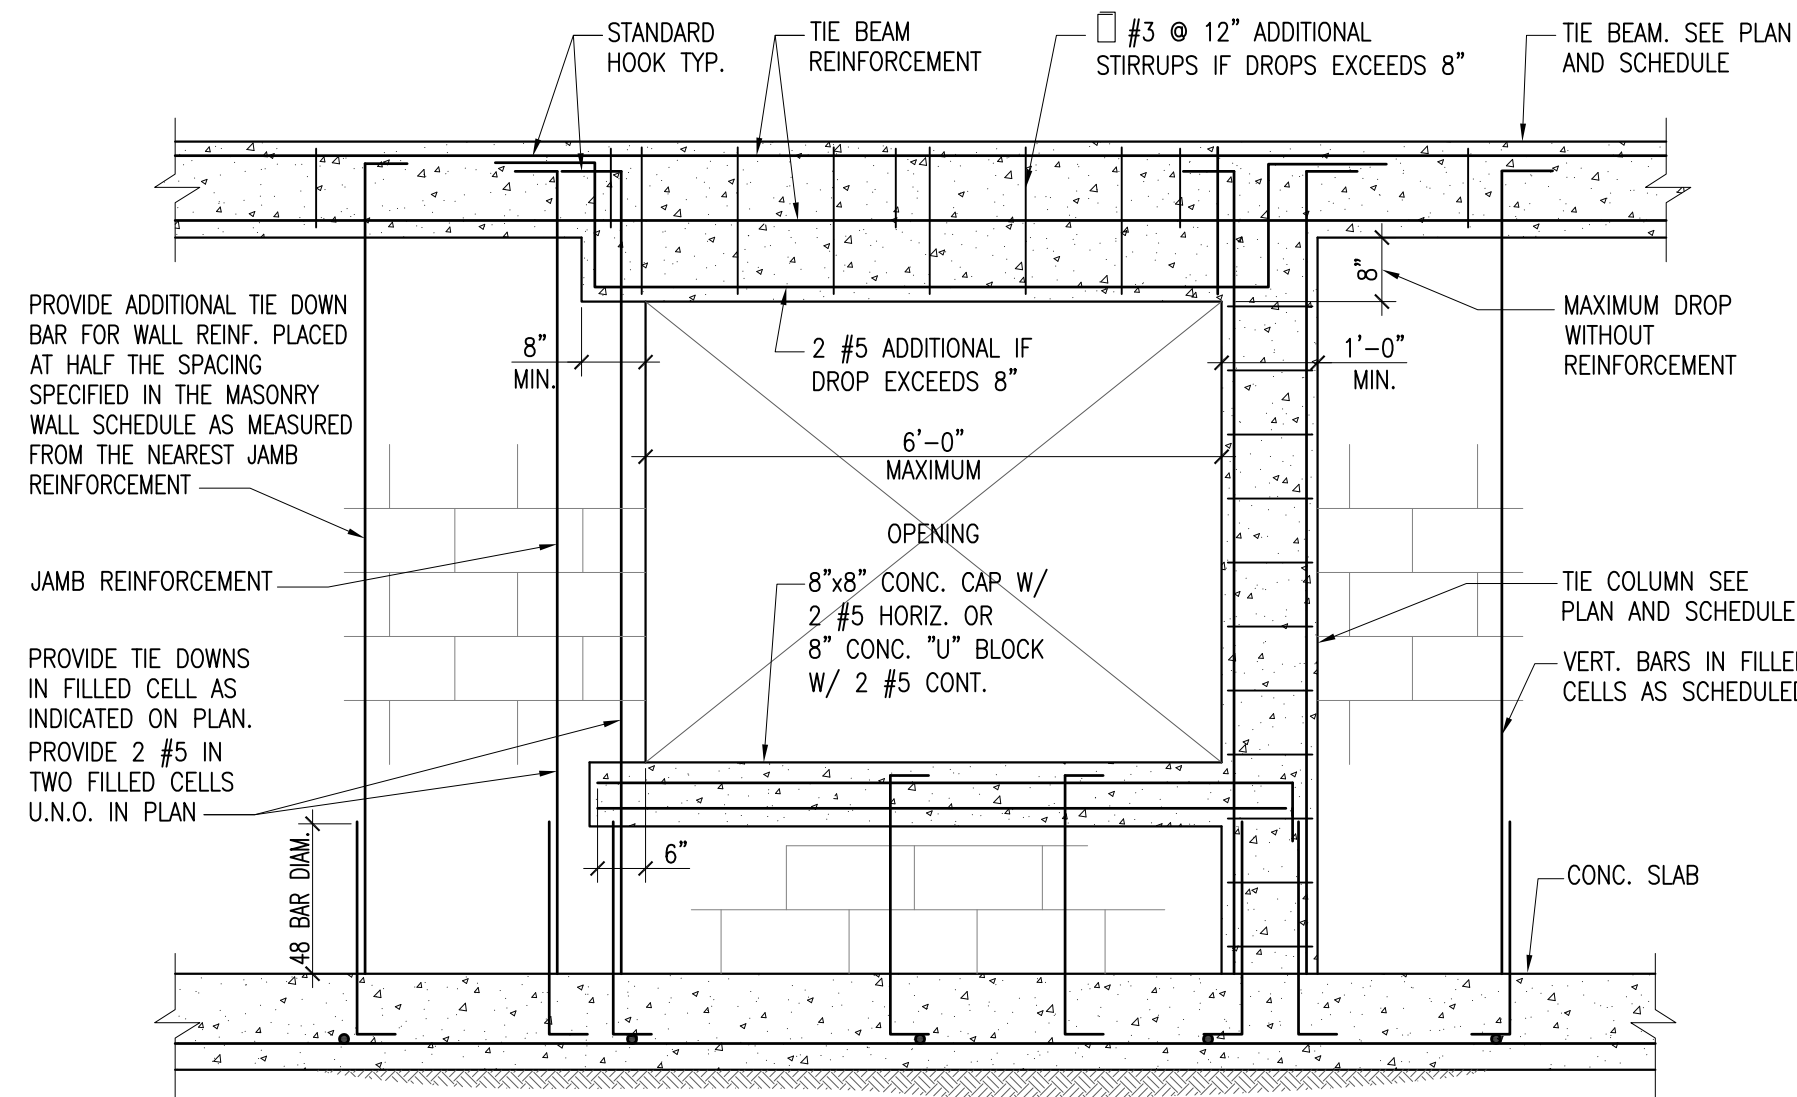 STANDARD
HOOK TYP.
TIE BEAM
REINFORCEMENT
#3 @ 12" ADDITIONAL
STIRRUPS IF DROPS EXCEEDS 8"
TIE BEAM. SEE PLAN
AND SCHEDULE
PROVIDE ADDITIONAL TIE DOWN
BAR FOR WALL REINF. PLACED
AT HALF THE SPACING
SPECIFIED IN THE MASONRY
WALL SCHEDULE AS MEASURED
FROM THE NEAREST JAMB
REINFORCEMENT
8"
MIN.
2 #5 ADDITIONAL IF
DROP EXCEEDS 8"
8"
1'-0"
MIN.
MAXIMUM DROP
WITHOUT
REINFORCEMENT
6'-0"
MAXIMUM
OPENING
JAMB REINFORCEMENT
8"x8" CONC. CAP W/
2 #5 HORIZ. OR
8" CONC. "U" BLOCK
W/ 2 #5 CONT.
TIE COLUMN SEE
PLAN AND SCHEDULE
PROVIDE TIE DOWNS
IN FILLED CELL AS
INDICATED ON PLAN.
PROVIDE 2 #5 IN
TWO FILLED CELLS
U.N.O. IN PLAN
VERT. BARS IN FILLE
CELLS AS SCHEDULE
48 BAR DIAM.
6"
CONC. SLAB